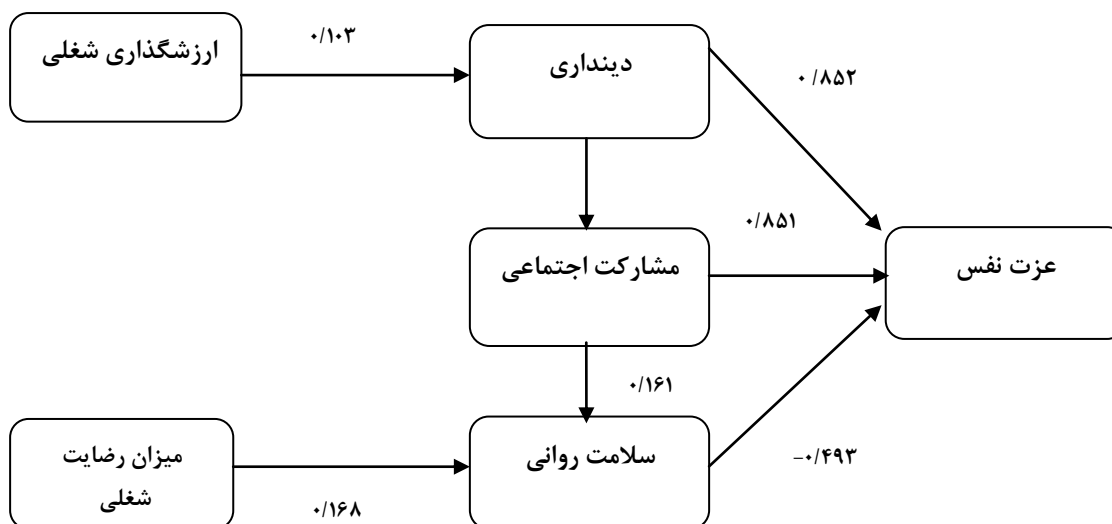 ارزشگذاری شغلی
۰/۱۰۳
دینداری
۰/۸۵۲
مشارکت اجتماعی
۰/۸۵۱
عزت نفس
۰/۱۶۱
میزان رضایت
شغلی
۰/۱۶۸
سلامت روانی
-۰/۴۹۳